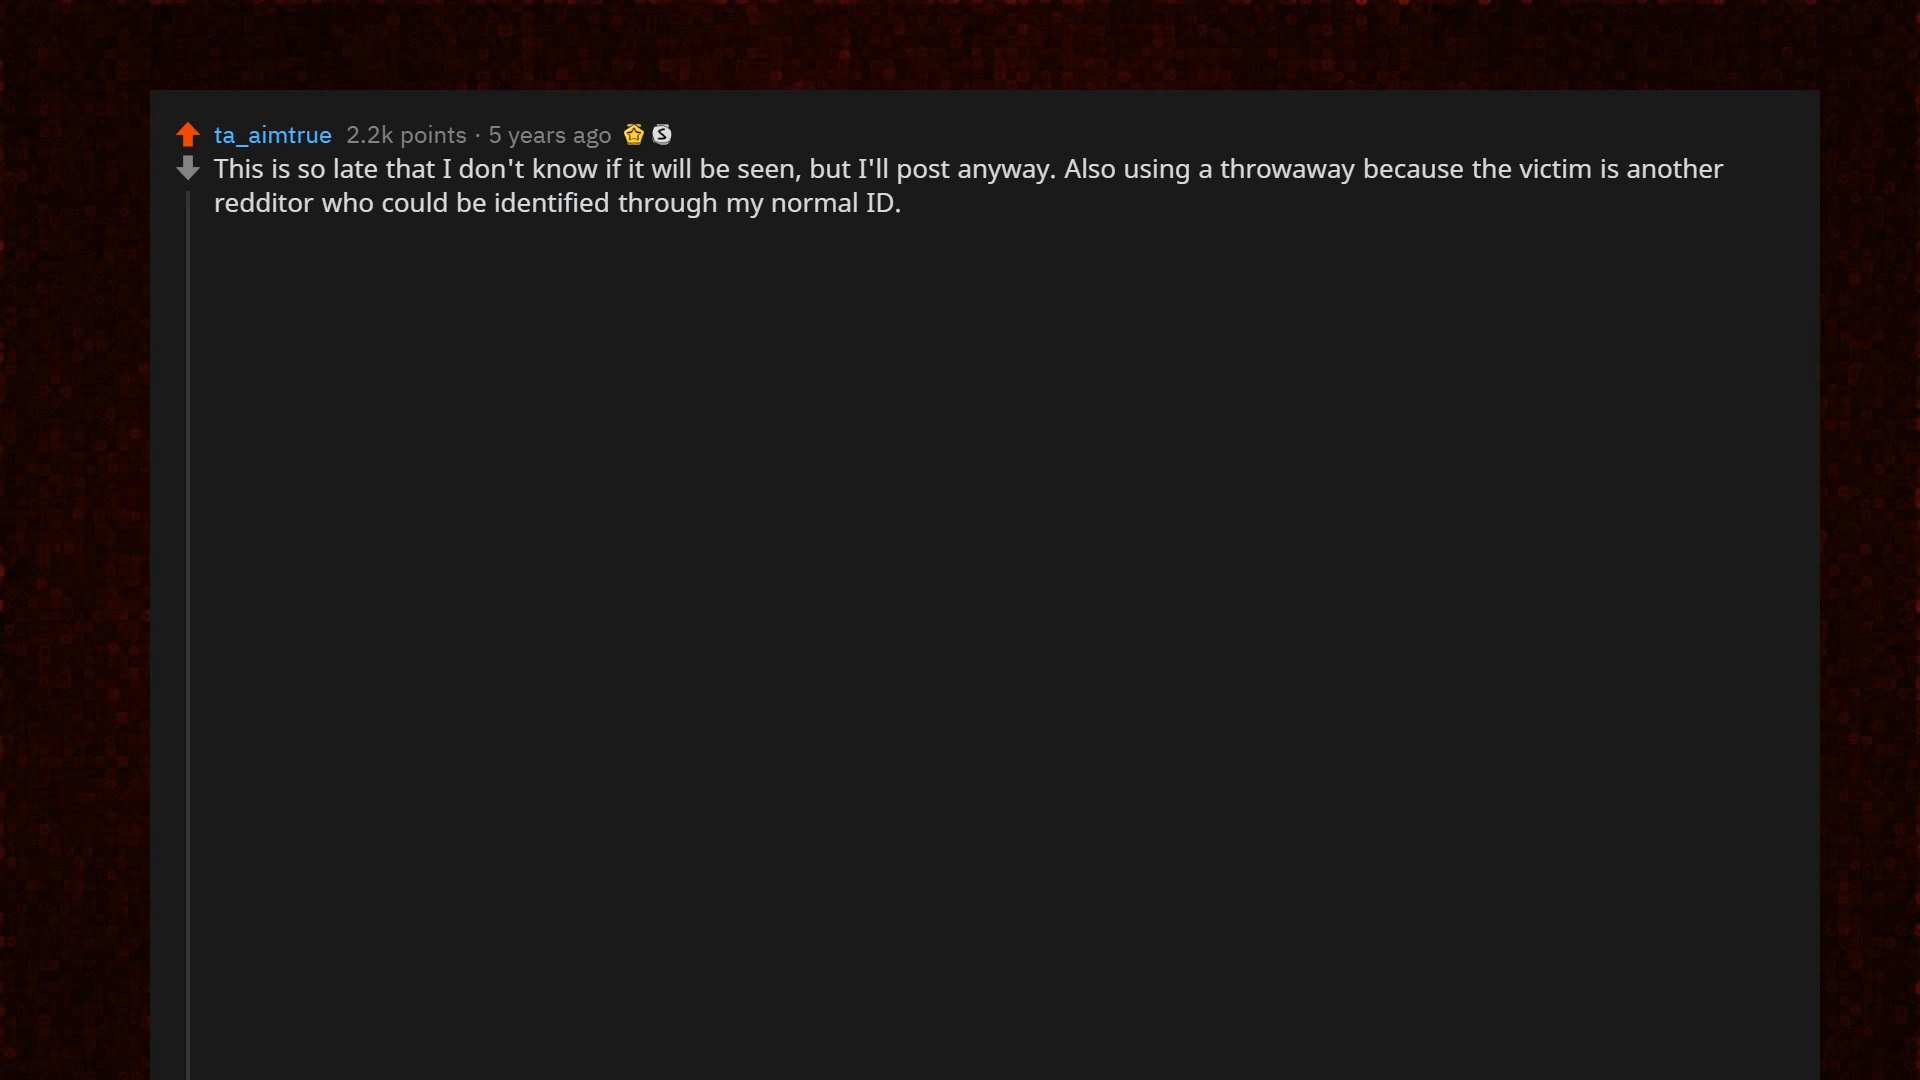 ta_aimtrue 2.2k points · 5 years ago
This is so late that I don't know if it will be seen, but I'll post anyway. Also using a throwaway because the victim is another
redditor who could be identified through my normal ID.